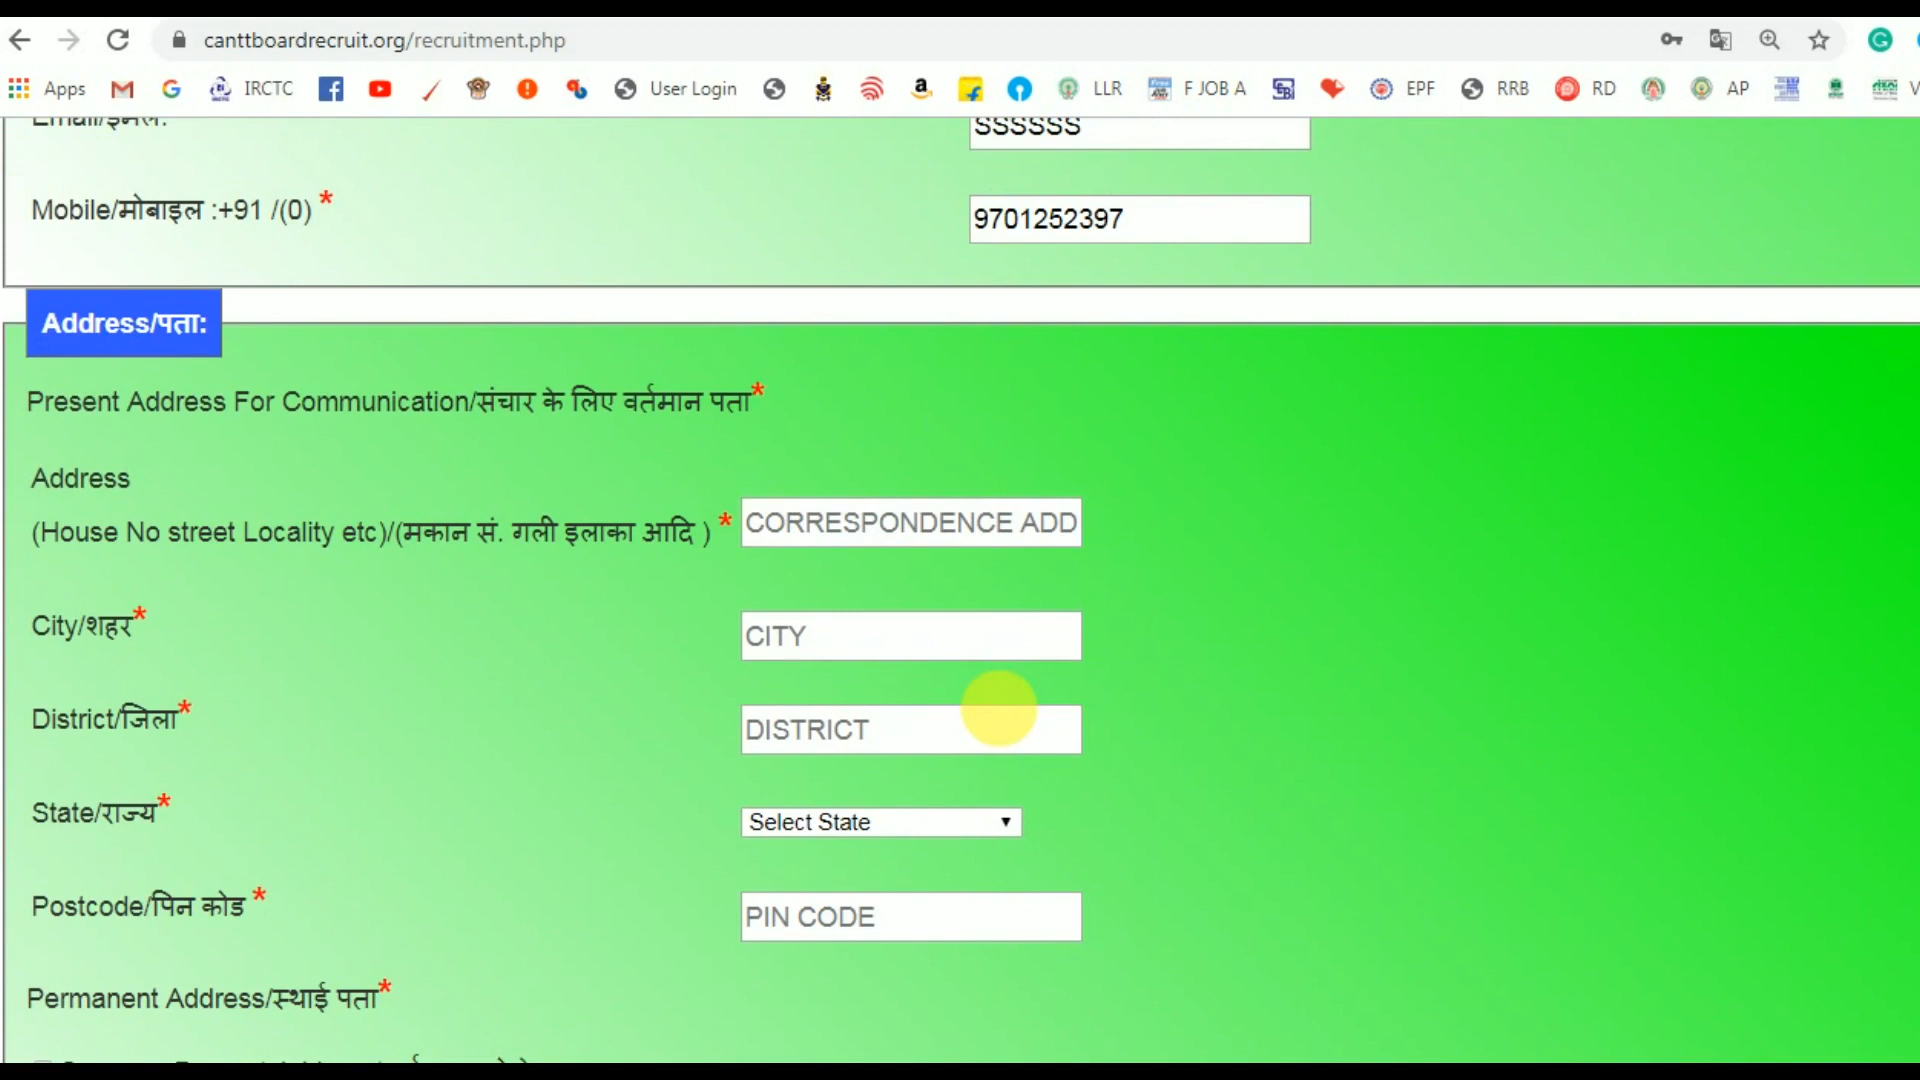 canttboardrecruit.org/recruitment.php
Apps IRCTC User Login LLR F JOB A EPF RRB RD AP
Email/ईमेल: SSSSSS
Mobile/मोबाइल :+91 /(0) * 9701252397
Address/पता:
Present Address For Communication/संचार के लिए वर्तमान पता*
Address
(House No street Locality etc)/(मकान सं. गली इलाका आदि ) * CORRESPONDENCE ADD
City/शहर* CITY
District/जिला* DISTRICT
State/राज्य* Select State
Postcode/पिन कोड * PIN CODE
Permanent Address/स्थाई पता*